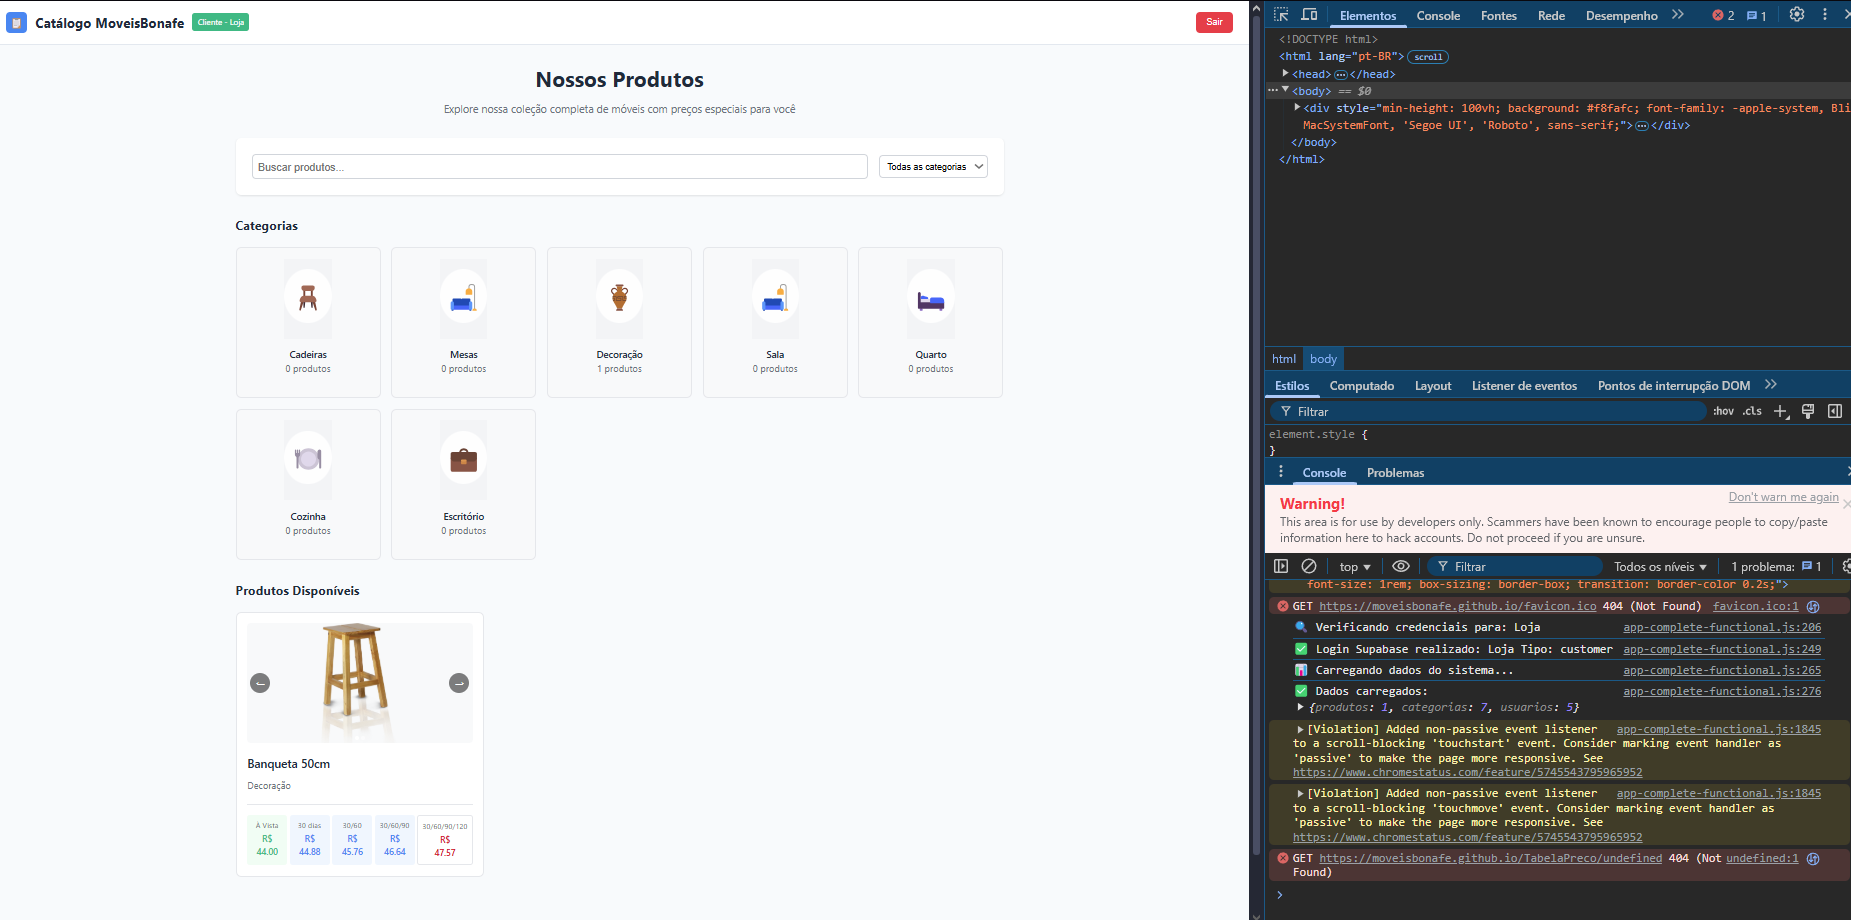 Catálogo MoveisBonafe
Cliente - Loja
Sair
Nossos Produtos
Explore nossa coleção completa de móveis com preços especiais para você
Buscar produtos...
Todas as categorias
Categorias
Cadeiras
0 produtos
Mesas
0 produtos
Decoração
1 produtos
Sala
0 produtos
Quarto
0 produtos
Cozinha
0 produtos
Escritório
0 produtos
Produtos Disponíveis
Banqueta 50cm
Decoração
À Vista
R$
44.00
30 dias
R$
44.88
30/60
R$
45.76
30/60/90
R$
46.64
30/60/90/120
R$
47.57
Elementos Console Fontes Rede Desempenho 2 1
<!DOCTYPE html>
<html lang="pt-BR"> scroll
<head></head>
<body> == $0
<div style="min-height: 100vh; background: #f8fafc; font-family: -apple-system, Bli
MacSystemFont, 'Segoe UI', 'Roboto', sans-serif;"></div>
</body>
</html>
html body
Estilos Computado Layout Listener de eventos Pontos de interrupção DOM
Filtrar :hov .cls
element.style {
}
Console Problemas
Warning! Don't warn me again
This area is for use by developers only. Scammers have been known to encourage people to copy/paste
information here to hack accounts. Do not proceed if you are unsure.
top Filtrar Todos os níveis 1 problema: 1
font-size: 1rem; box-sizing: border-box; transition: border-color 0.2s;">
GET https://moveisbonafe.github.io/favicon.ico 404 (Not Found) favicon.ico:1
Verificando credenciais para: Loja app-complete-functional.js:206
Login Supabase realizado: Loja Tipo: customer app-complete-functional.js:249
Carregando dados do sistema... app-complete-functional.js:265
Dados carregados: app-complete-functional.js:276
{produtos: 1, categorias: 7, usuarios: 5}
[Violation] Added non-passive event listener app-complete-functional.js:1845
to a scroll-blocking 'touchstart' event. Consider marking event handler as
'passive' to make the page more responsive. See
https://www.chromestatus.com/feature/5745543795965952
[Violation] Added non-passive event listener app-complete-functional.js:1845
to a scroll-blocking 'touchmove' event. Consider marking event handler as
'passive' to make the page more responsive. See
https://www.chromestatus.com/feature/5745543795965952
GET https://moveisbonafe.github.io/TabelaPreco/undefined 404 (Not undefined:1
Found)